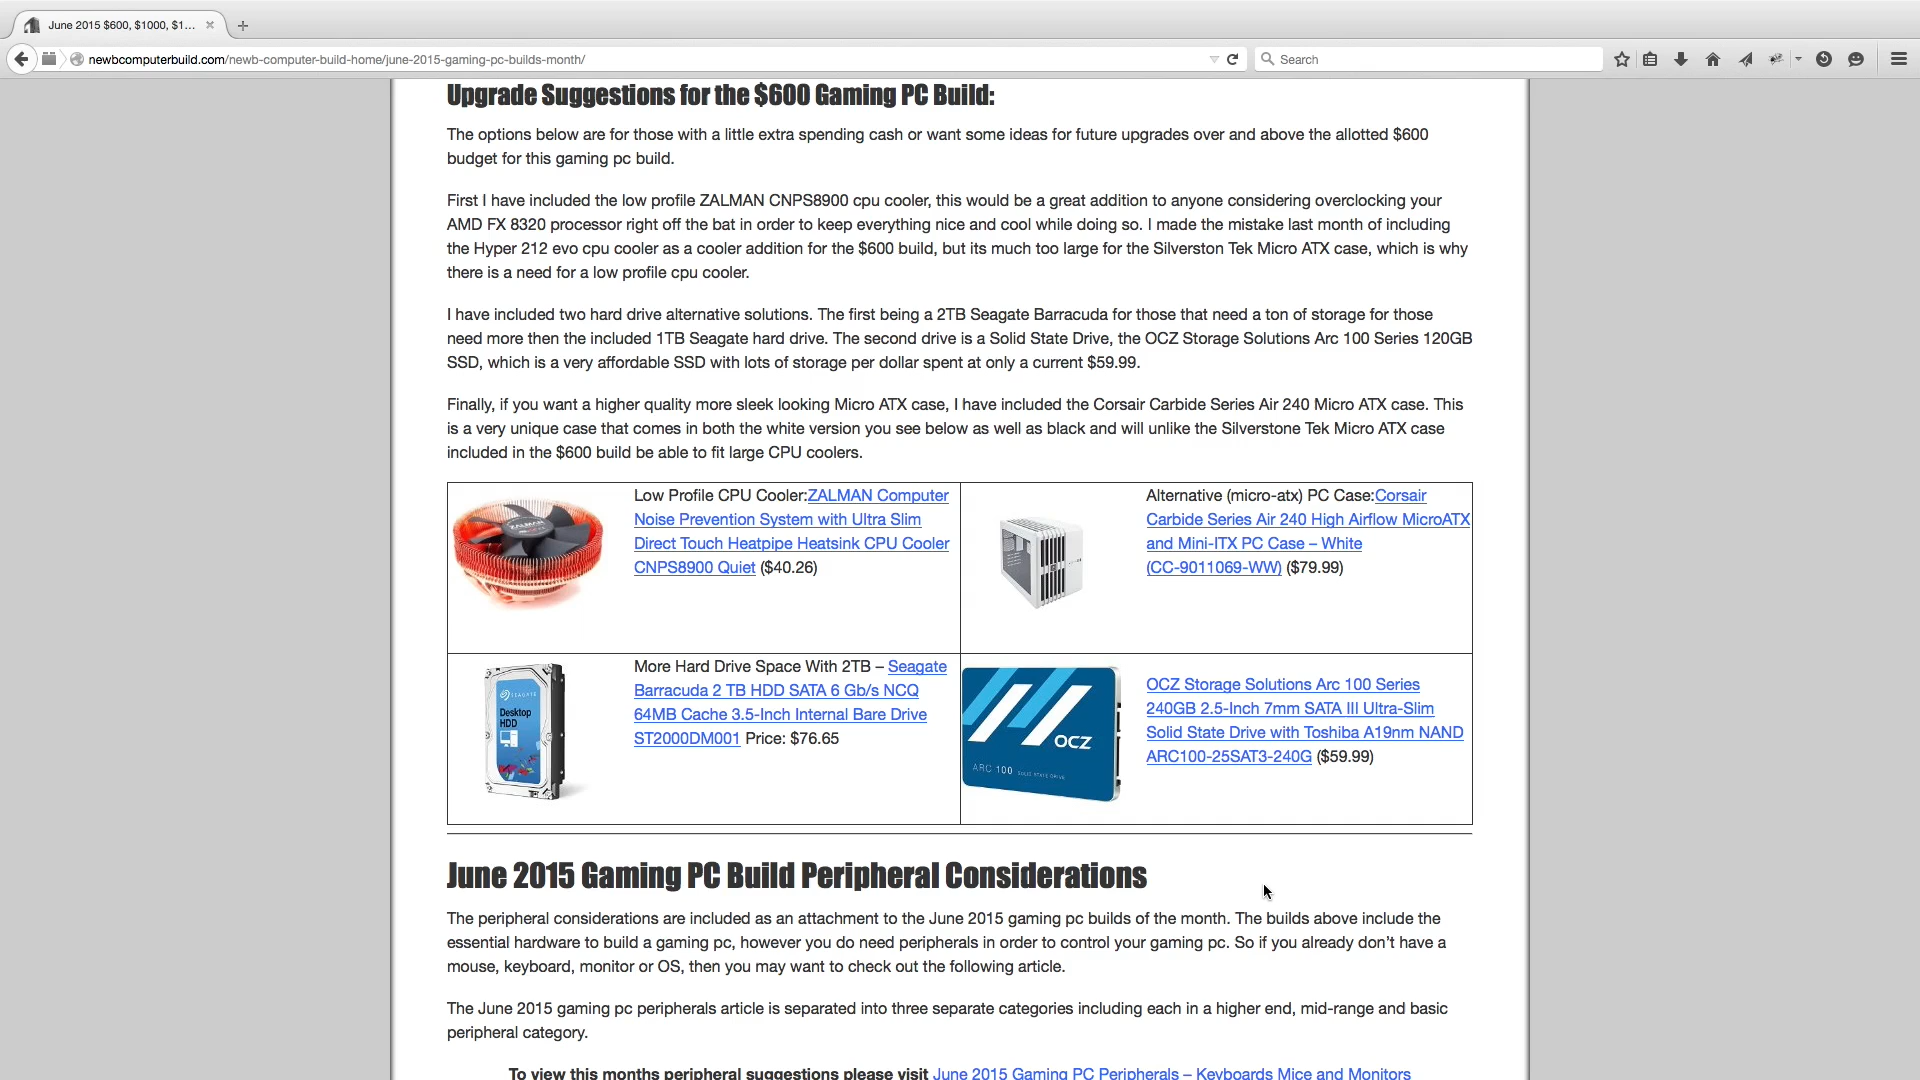 June 2015 $600, $1000, $1...
newbcomputerbuild.com/newb-computer-build-home/june-2015-gaming-pc-builds-month/
Search
Upgrade Suggestions for the $600 Gaming PC Build:
The options below are for those with a little extra spending cash or want some ideas for future upgrades over and above the allotted $600
budget for this gaming pc build.
First I have included the low profile ZALMAN CNPS8900 cpu cooler, this would be a great addition to anyone considering overclocking your
AMD FX 8320 processor right off the bat in order to keep everything nice and cool while doing so. I made the mistake last month of including
the Hyper 212 evo cpu cooler as a cooler addition for the $600 build, but its much too large for the Silverston Tek Micro ATX case, which is why
there is a need for a low profile cpu cooler.
I have included two hard drive alternative solutions. The first being a 2TB Seagate Barracuda for those that need a ton of storage for those
need more then the included 1TB Seagate hard drive. The second drive is a Solid State Drive, the OCZ Storage Solutions Arc 100 Series 120GB
SSD, which is a very affordable SSD with lots of storage per dollar spent at only a current $59.99.
Finally, if you want a higher quality more sleek looking Micro ATX case, I have included the Corsair Carbide Series Air 240 Micro ATX case. This
is a very unique case that comes in both the white version you see below as well as black and will unlike the Silverstone Tek Micro ATX case
included in the $600 build be able to fit large CPU coolers.
ZALMAN
Low Profile CPU Cooler:ZALMAN Computer
Noise Prevention System with Ultra Slim
Direct Touch Heatpipe Heatsink CPU Cooler
CNPS8900 Quiet ($40.26)
Alternative (micro-atx) PC Case:Corsair
Carbide Series Air 240 High Airflow MicroATX
and Mini-ITX PC Case – White
(CC-9011069-WW) ($79.99)
SEAGATE
Desktop
HDD
More Hard Drive Space With 2TB – Seagate
Barracuda 2 TB HDD SATA 6 Gb/s NCQ
64MB Cache 3.5-Inch Internal Bare Drive
ST2000DM001 Price: $76.65
OCZ
ARC 100 SOLID STATE DRIVE
OCZ Storage Solutions Arc 100 Series
240GB 2.5-Inch 7mm SATA III Ultra-Slim
Solid State Drive with Toshiba A19nm NAND
ARC100-25SAT3-240G ($59.99)
June 2015 Gaming PC Build Peripheral Considerations
The peripheral considerations are included as an attachment to the June 2015 gaming pc builds of the month. The builds above include the
essential hardware to build a gaming pc, however you do need peripherals in order to control your gaming pc. So if you already don’t have a
mouse, keyboard, monitor or OS, then you may want to check out the following article.
The June 2015 gaming pc peripherals article is separated into three separate categories including each in a higher end, mid-range and basic
peripheral category.
To view this months peripheral suggestions please visit June 2015 Gaming PC Peripherals – Keyboards Mice and Monitors